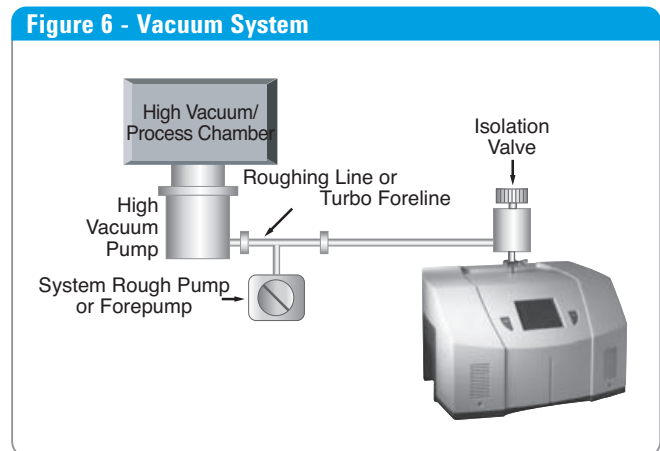 Figure 6 - Vacuum System
High Vacuum/
Process Chamber
Isolation
Valve
Roughing Line or
Turbo Foreline
High
Vacuum
Pump
System Rough Pump
or Forepump